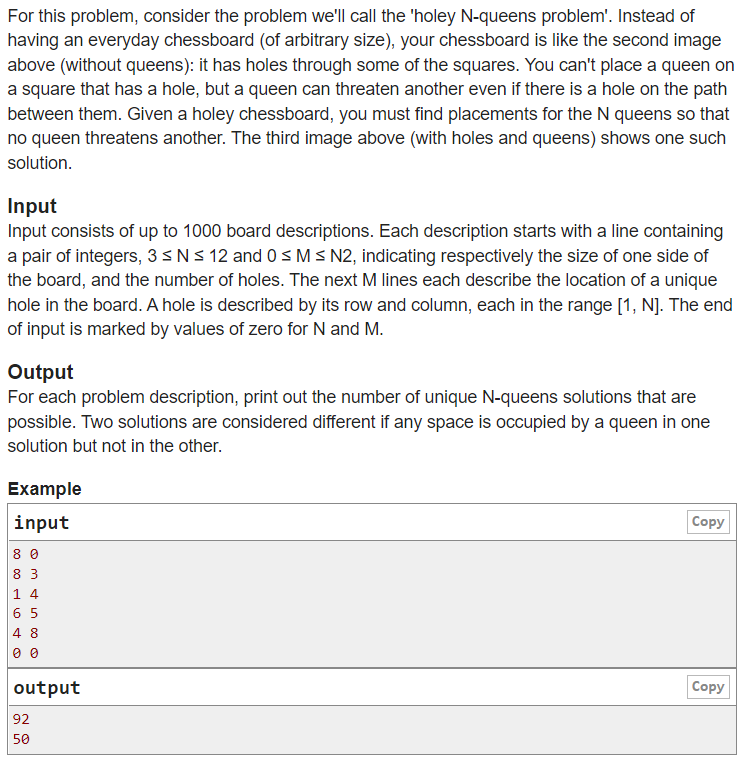 For this problem, consider the problem we'll call the 'holey N-queens problem'. Instead of
having an everyday chessboard (of arbitrary size), your chessboard is like the second image
above (without queens): it has holes through some of the squares. You can't place a queen on
a square that has a hole, but a queen can threaten another even if there is a hole on the path
between them. Given a holey chessboard, you must find placements for the N queens so that
no queen threatens another. The third image above (with holes and queens) shows one such
solution.
Input
Input consists of up to 1000 board descriptions. Each description starts with a line containing
a pair of integers, 3 ≤ N ≤ 12 and 0 ≤ M ≤ N2, indicating respectively the size of one side of
the board, and the number of holes. The next M lines each describe the location of a unique
hole in the board. A hole is described by its row and column, each in the range [1, N]. The end
of input is marked by values of zero for N and M.
Output
For each problem description, print out the number of unique N-queens solutions that are
possible. Two solutions are considered different if any space is occupied by a queen in one
solution but not in the other.
Example
input Copy
8 0
8 3
1 4
6 5
4 8
0 0
output Copy
92
50